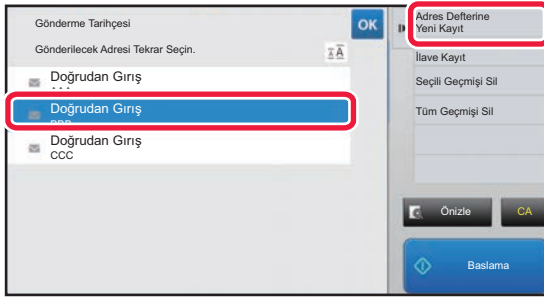 Gönderme Tarihçesi
OK
Gönderilecek Adresi Tekrar Seçin.
Doğrudan Gırış
Doğrudan Gırış
Doğrudan Gırış
CCC
Adres Defterine
Yeni Kayıt
İlave Kayıt
Seçili Geçmişi Sil
Tüm Geçmişi Sil
Önizle
CA
Baslama